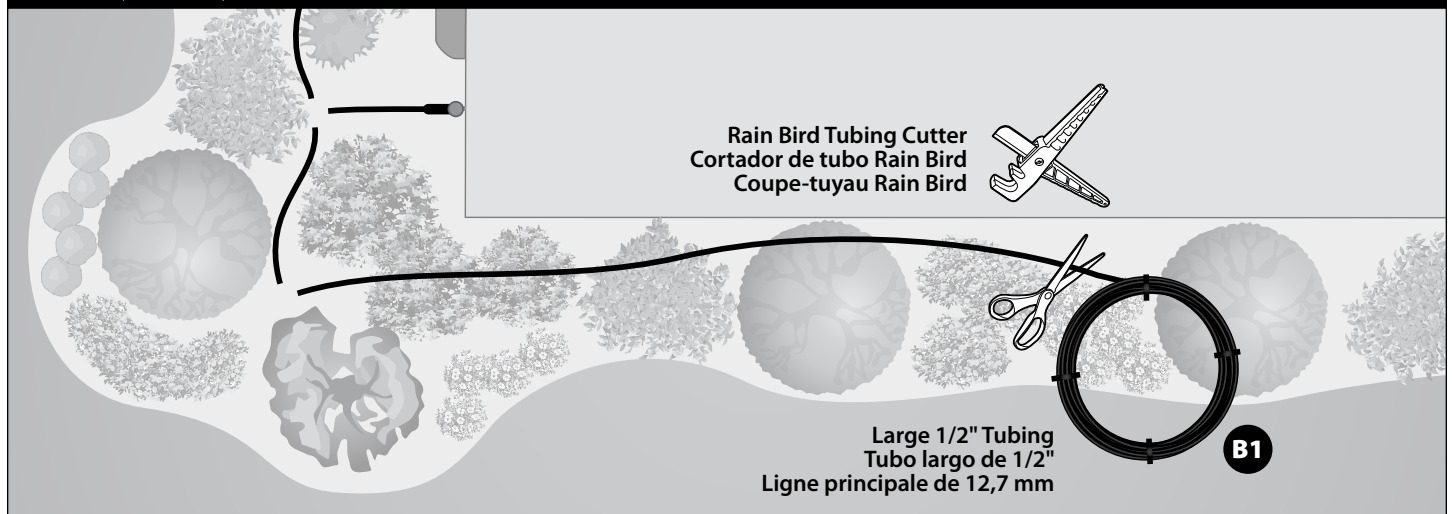 Rain Bird Tubing Cutter
Cortador de tubo Rain Bird
Coupe-tuyau Rain Bird
Large 1/2" Tubing
Tubo largo de 1/2"
Ligne principale de 12,7 mm
B1